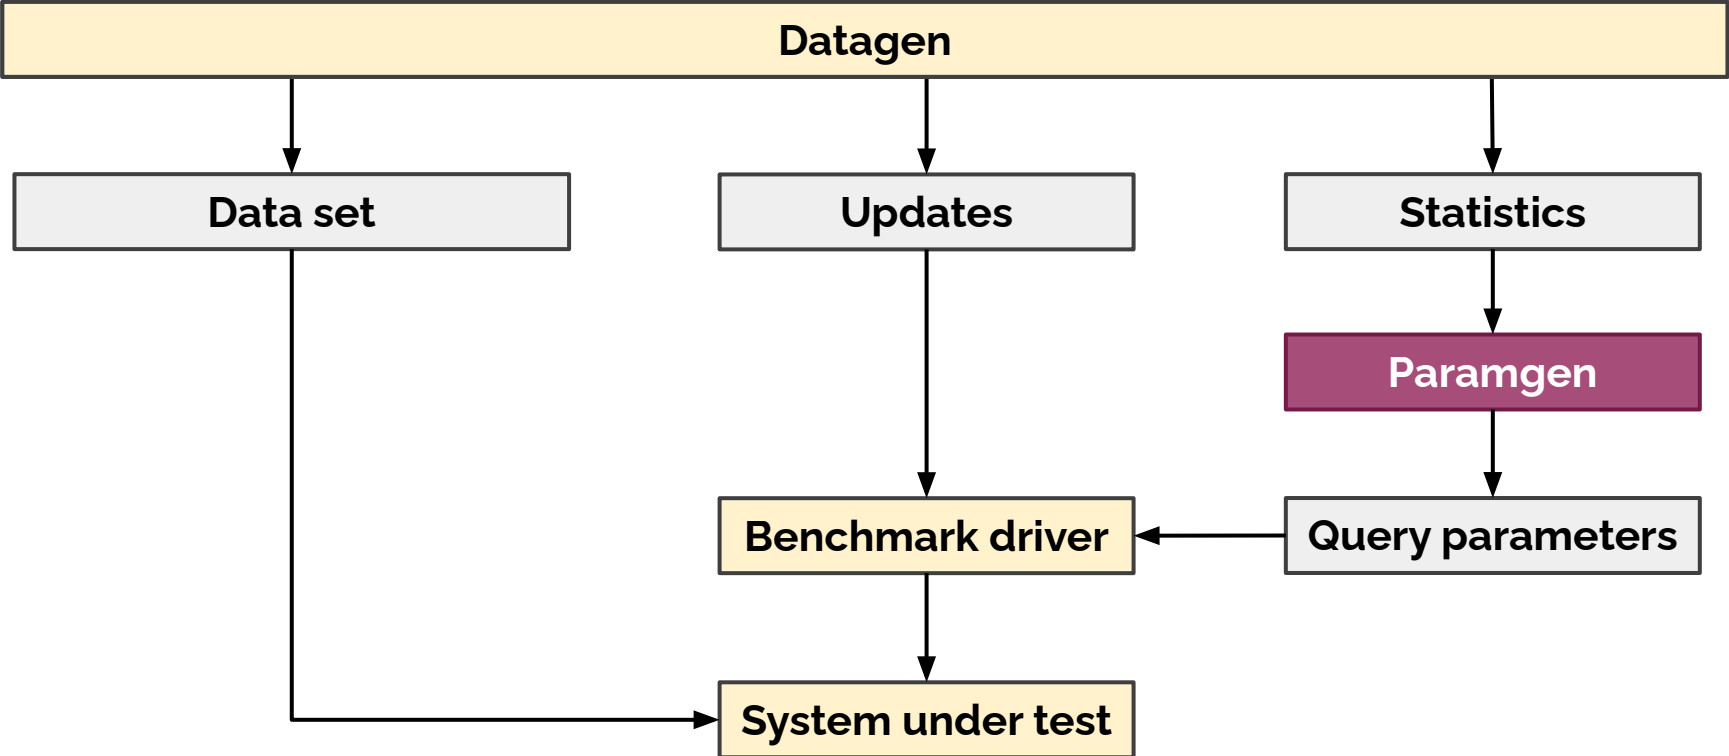 Datagen
Data set
Updates
Statistics
Paramgen
Benchmark driver
Query parameters
System under test